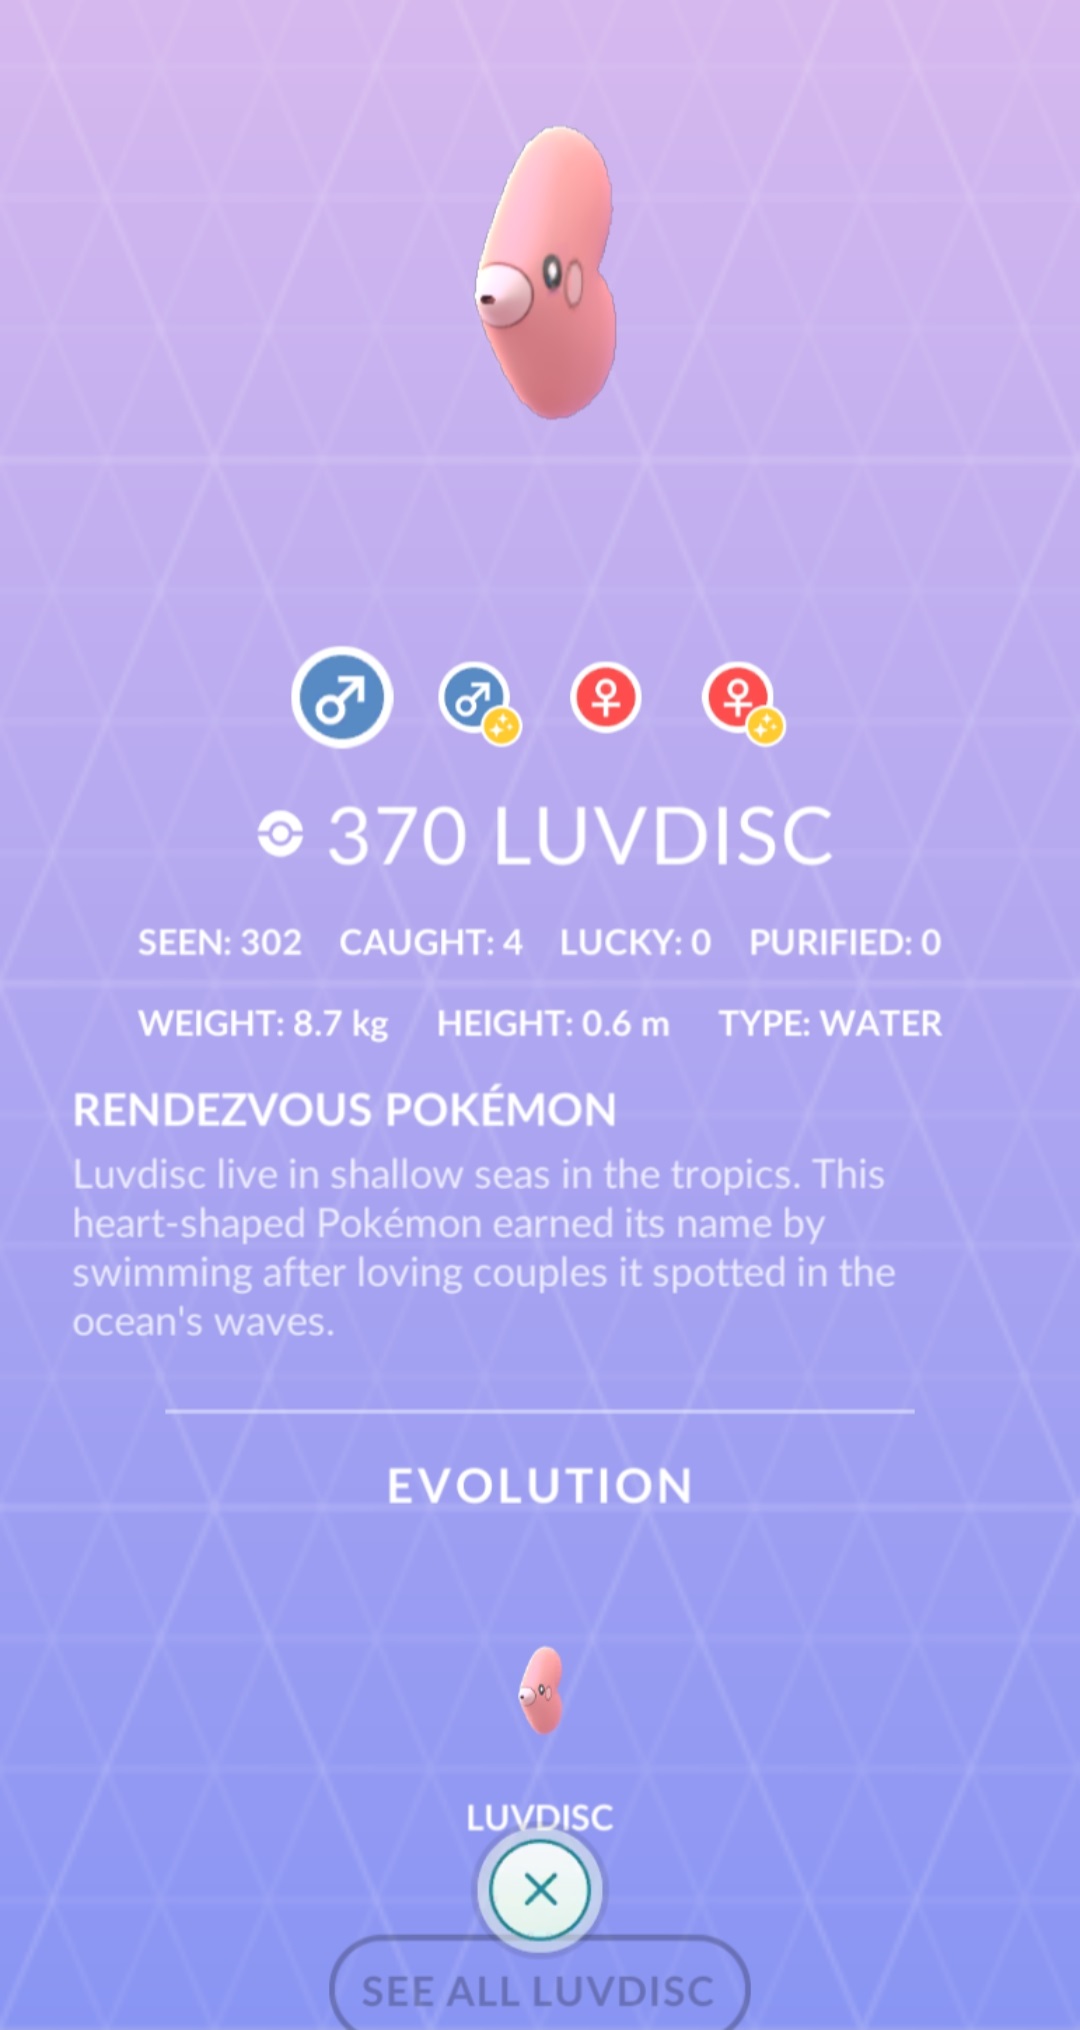 370 LUVDISC
SEEN: 302 CAUGHT: 4 LUCKY: 0 PURIFIED: 0
WEIGHT: 8.7 kg HEIGHT: 0.6 m TYPE: WATER
RENDEZVOUS POKÉMON
Luvdisc live in shallow seas in the tropics. This
heart-shaped Pokémon earned its name by
swimming after loving couples it spotted in the
ocean's waves.
EVOLUTION
LUVDISC
SEE ALL LUVDISC